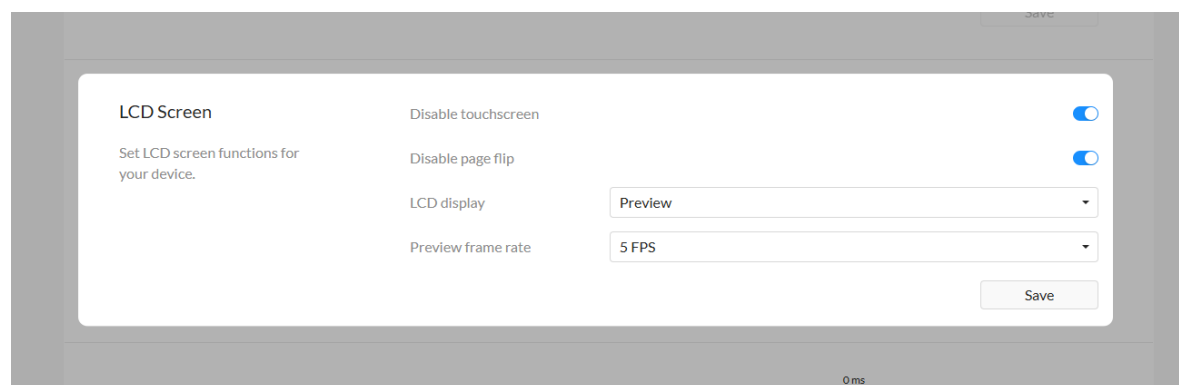 Save
LCD Screen
Set LCD screen functions for
your device.
Disable touchscreen
Disable page flip
LCD display
Preview
Preview frame rate
5 FPS
Save
0 ms